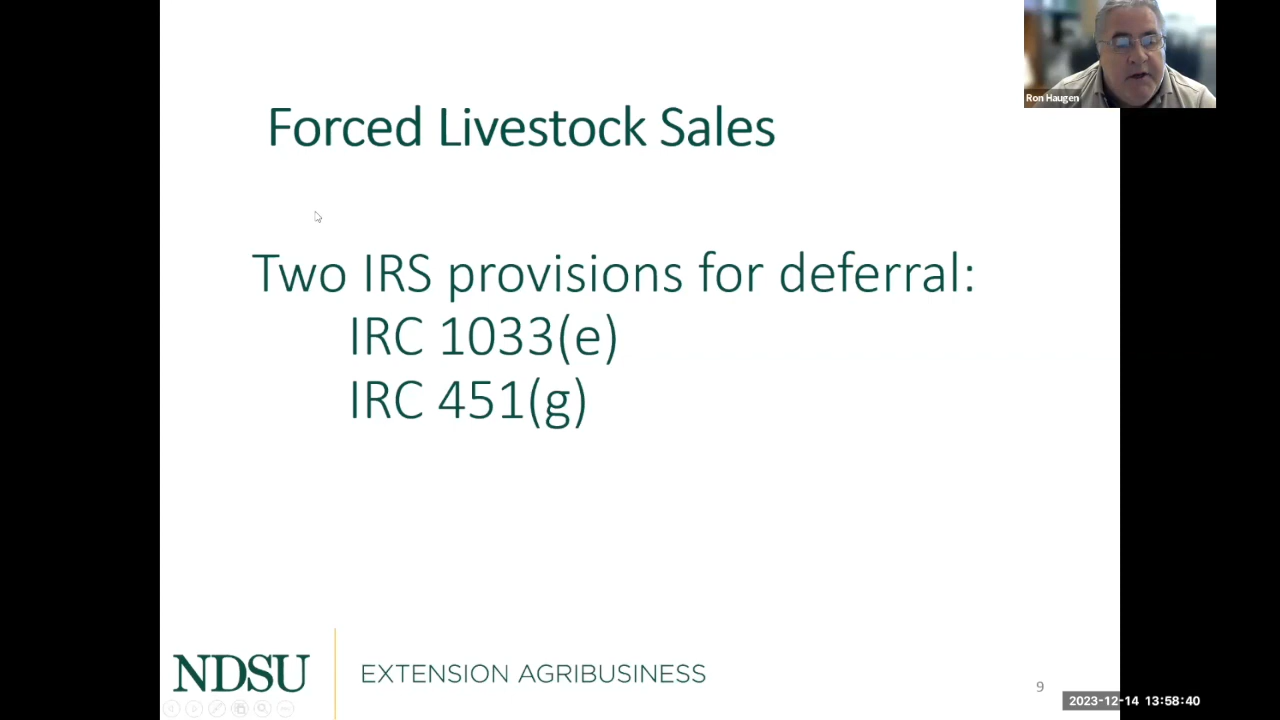 Ron Haugen
Forced Livestock Sales
Two IRS provisions for deferral:
IRC 1033(e)
IRC 451(g)
NDSU
EXTENSION AGRIBUSINESS
9
2023-12-14 13:58:40